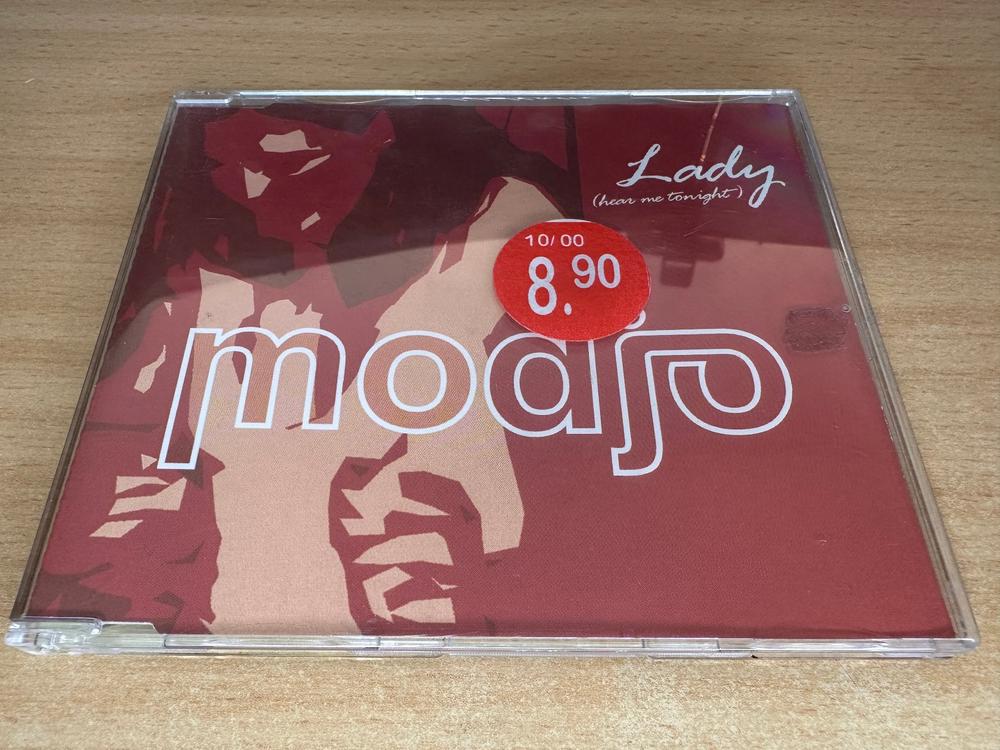 Lady
(hear me tonight)
10/00
8.90
modjo